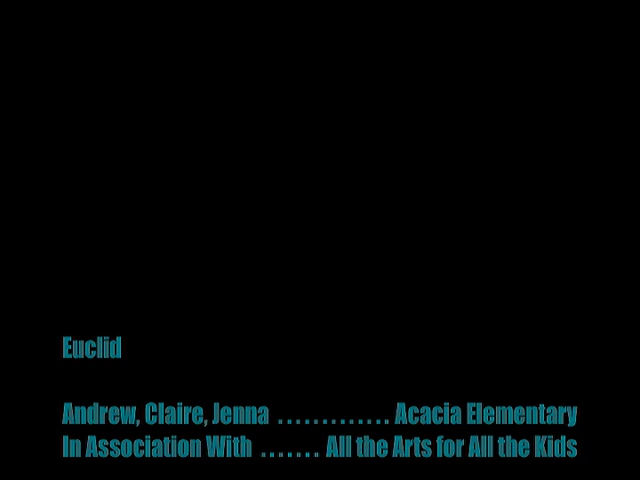 Euclid
Andrew, Claire, Jenna ............. Acacia Elementary
In Association With ....... All the Arts for All the Kids